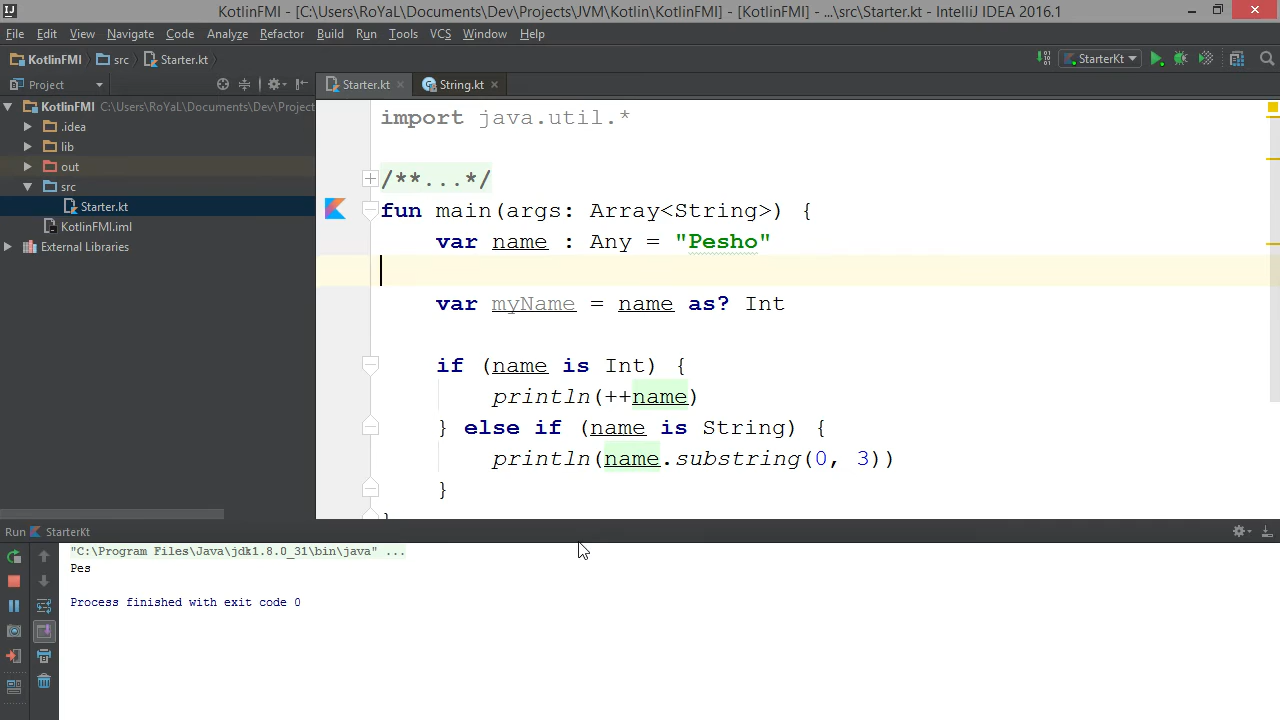 KotlinFMI - [C:\Users\RoYaL\Documents\Dev\Projects\JVM\Kotlin\KotlinFMI] - [KotlinFMI] - ...\src\Starter.kt - IntelliJ IDEA 2016.1
File Edit View Navigate Code Analyze Refactor Build Run Tools VCS Window Help
KotlinFMI src Starter.kt StarterKt
Project Starter.kt String.kt
KotlinFMI C:\Users\RoYaL\Documents\Dev\Project
.idea
lib
out
src
Starter.kt
KotlinFMI.iml
External Libraries
import java.util.*
/**...*/
fun main(args: Array<String>) {
var name : Any = "Pesho"
var myName = name as? Int
if (name is Int) {
println(++name)
} else if (name is String) {
println(name.substring(0, 3))
}
}
Run StarterKt
"C:\Program Files\Java\jdk1.8.0_31\bin\java" ...
Pes
Process finished with exit code 0